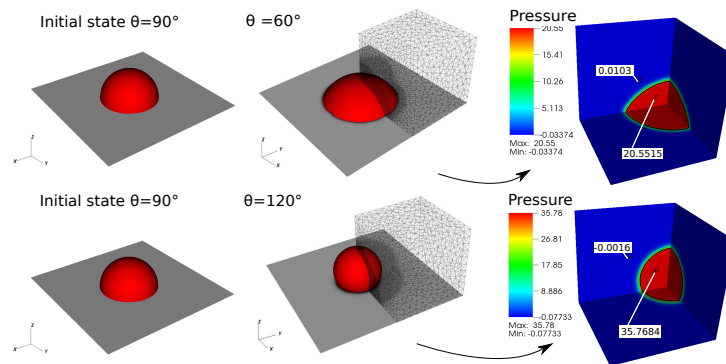 Initial state θ=90°
θ =60°
Pressure
20.55
15.41
10.26
5.113
-0.03374
Max: 20.55
Min: -0.03374
0.0103
20.5515
z
x
y
z
y
x
Initial state θ=90°
θ=120°
Pressure
35.78
26.81
17.85
8.886
-0.07733
Max: 35.78
Min: -0.07733
-0.0016
35.7684
z
x
y
z
y
x